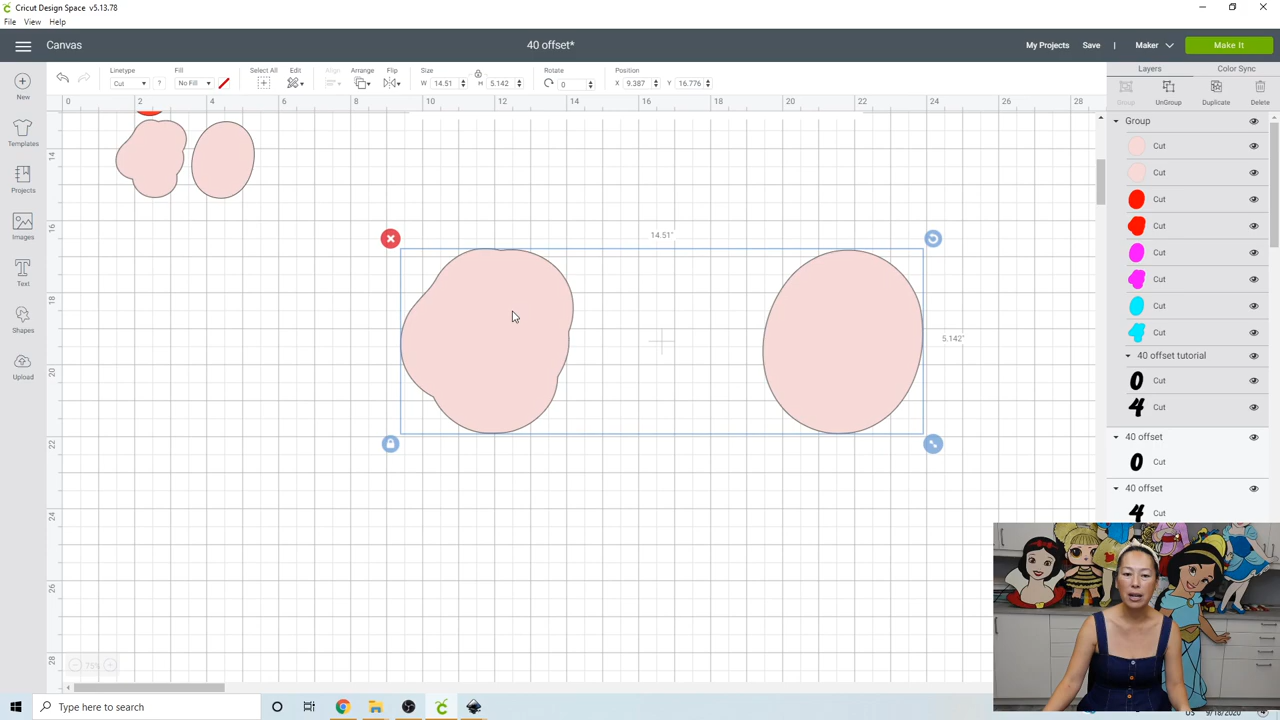 Cricut Design Space v5.13.78
File View Help
Canvas
40 offset*
My Projects Save | Maker Make It
Linetype Fill Select All Edit Align Arrange Flip Size Rotate Position
Cut ? No Fill W 14.51 H 5.142 0 X 9.387 Y 16.776
Layers Color Sync
Group UnGroup Duplicate Delete
0 2 4 6 8 10 12 14 16 18 20 22 24 26 28
14
16
18
20
22
24
26
28
New
Templates
Projects
Images
Text
Shapes
Upload
14.51"
5.142"
75%
Group
Cut
Cut
Cut
Cut
Cut
Cut
Cut
Cut
40 offset tutorial
0 Cut
4 Cut
40 offset
0 Cut
40 offset
4 Cut
Type here to search
9/18/2020